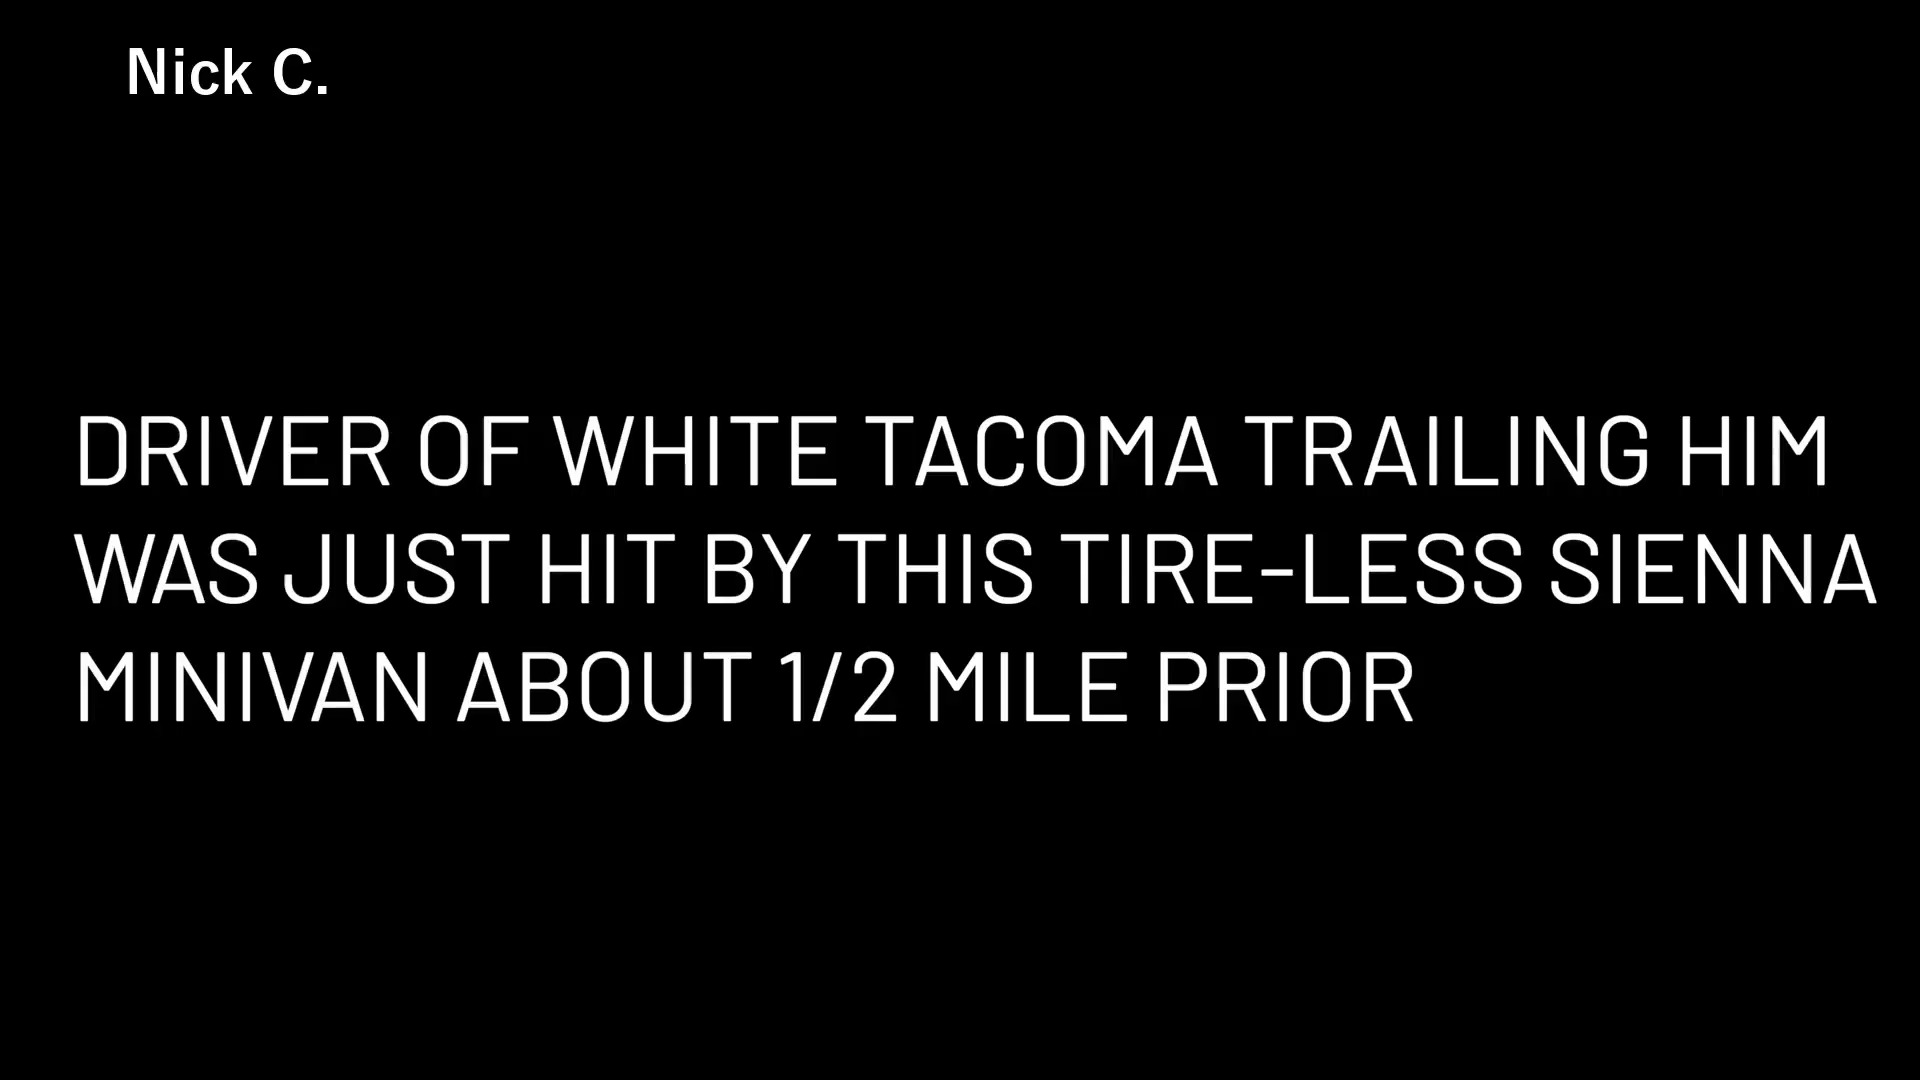 Nick C.
DRIVER OF WHITE TACOMA TRAILING HIM
WAS JUST HIT BY THIS TIRE-LESS SIENNA
MINIVAN ABOUT 1/2 MILE PRIOR